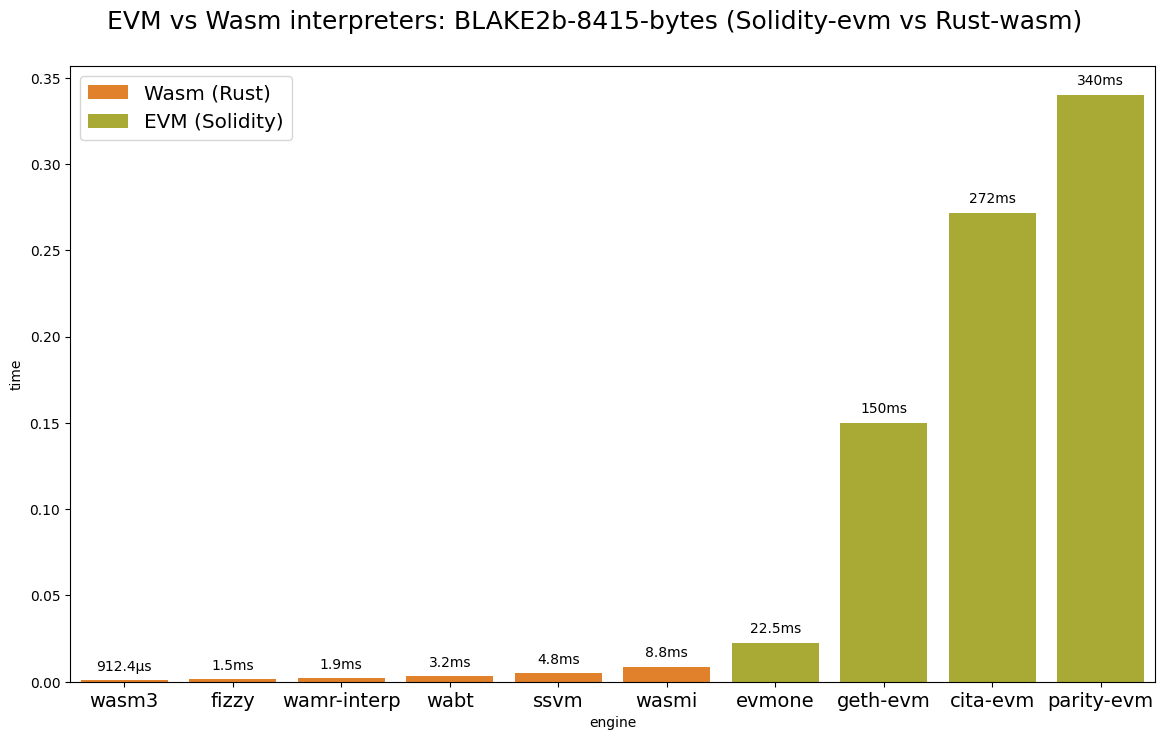 EVM vs Wasm interpreters: BLAKE2b-8415-bytes (Solidity-evm vs Rust-wasm)
Wasm (Rust)
EVM (Solidity)
time
0.35
0.30
0.25
0.20
0.15
0.10
0.05
0.00
912.4µs
1.5ms
1.9ms
3.2ms
4.8ms
8.8ms
22.5ms
150ms
272ms
340ms
wasm3 fizzy wamr-interp wabt ssvm wasmi evmone geth-evm cita-evm parity-evm
engine